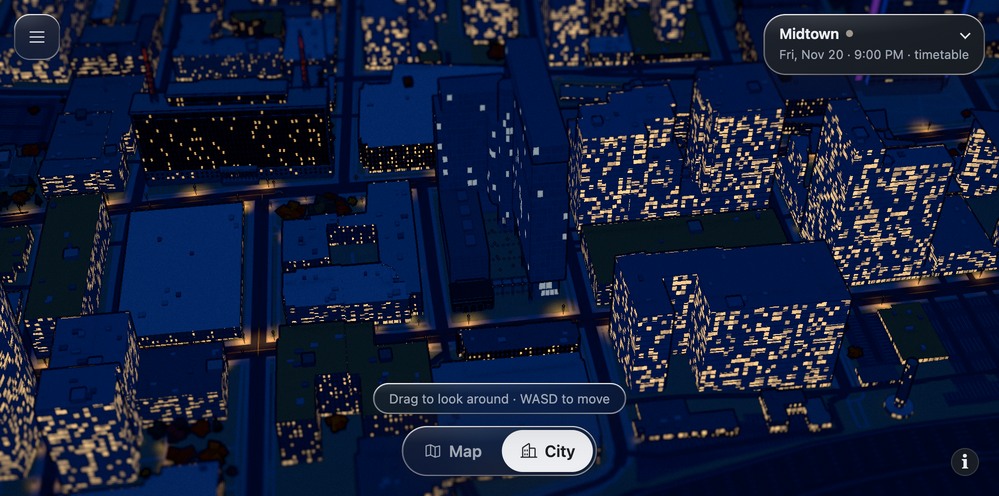 Midtown
Fri, Nov 20 · 9:00 PM · timetable
Drag to look around · WASD to move
Map
City
i